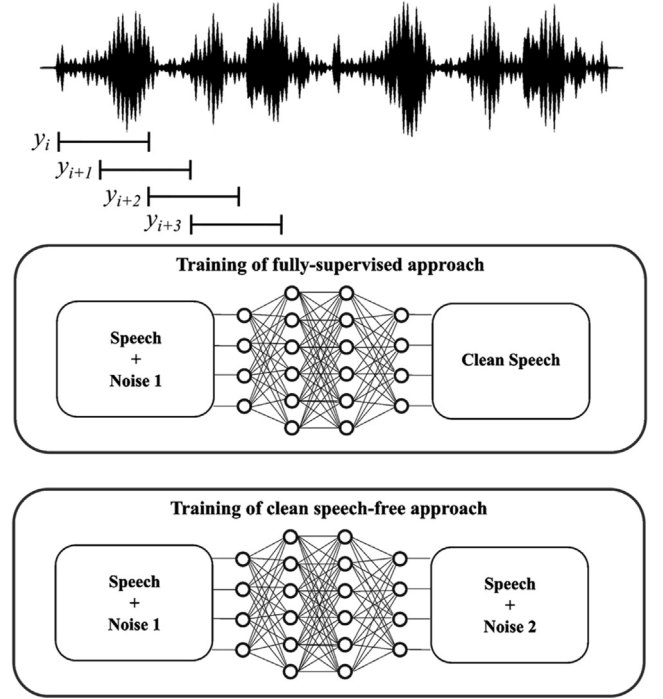 yi
yi+1
yi+2
yi+3
Training of fully-supervised approach
Speech
+
Noise 1
Clean Speech
Training of clean speech-free approach
Speech
+
Noise 1
Speech
+
Noise 2